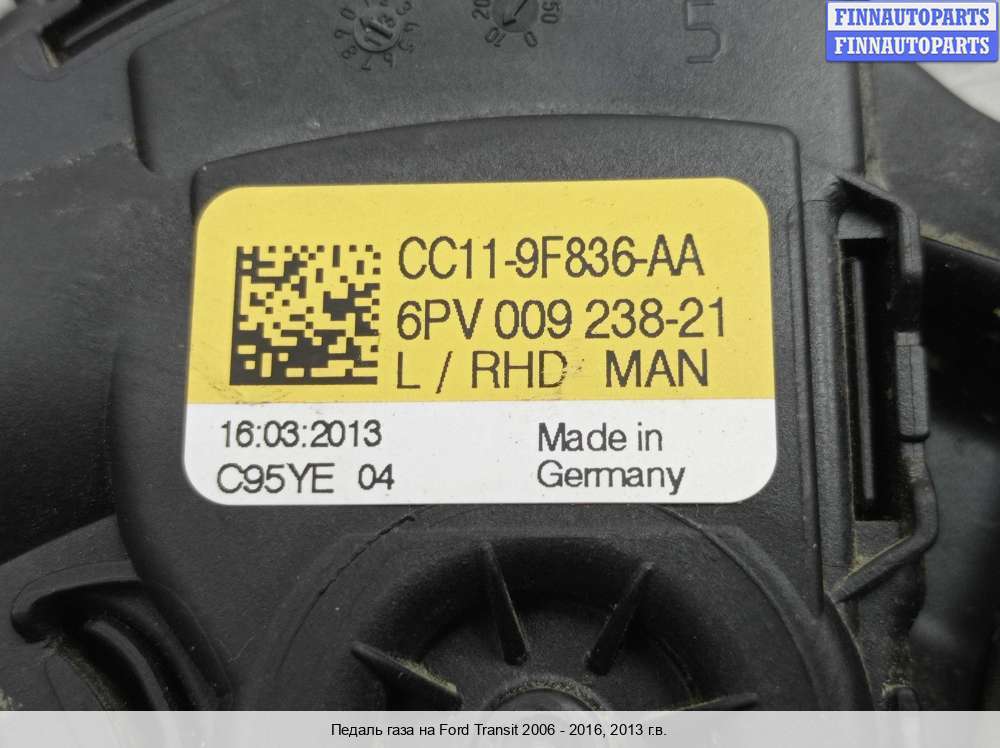 FINNAUTOPARTS
FINNAUTOPARTS
5
CC11-9F836-AA
6PV 009 238-21
L / RHD MAN
16:03:2013
C95YE 04
Made in
Germany
Педаль газа на Ford Transit 2006 - 2016, 2013 г.в.